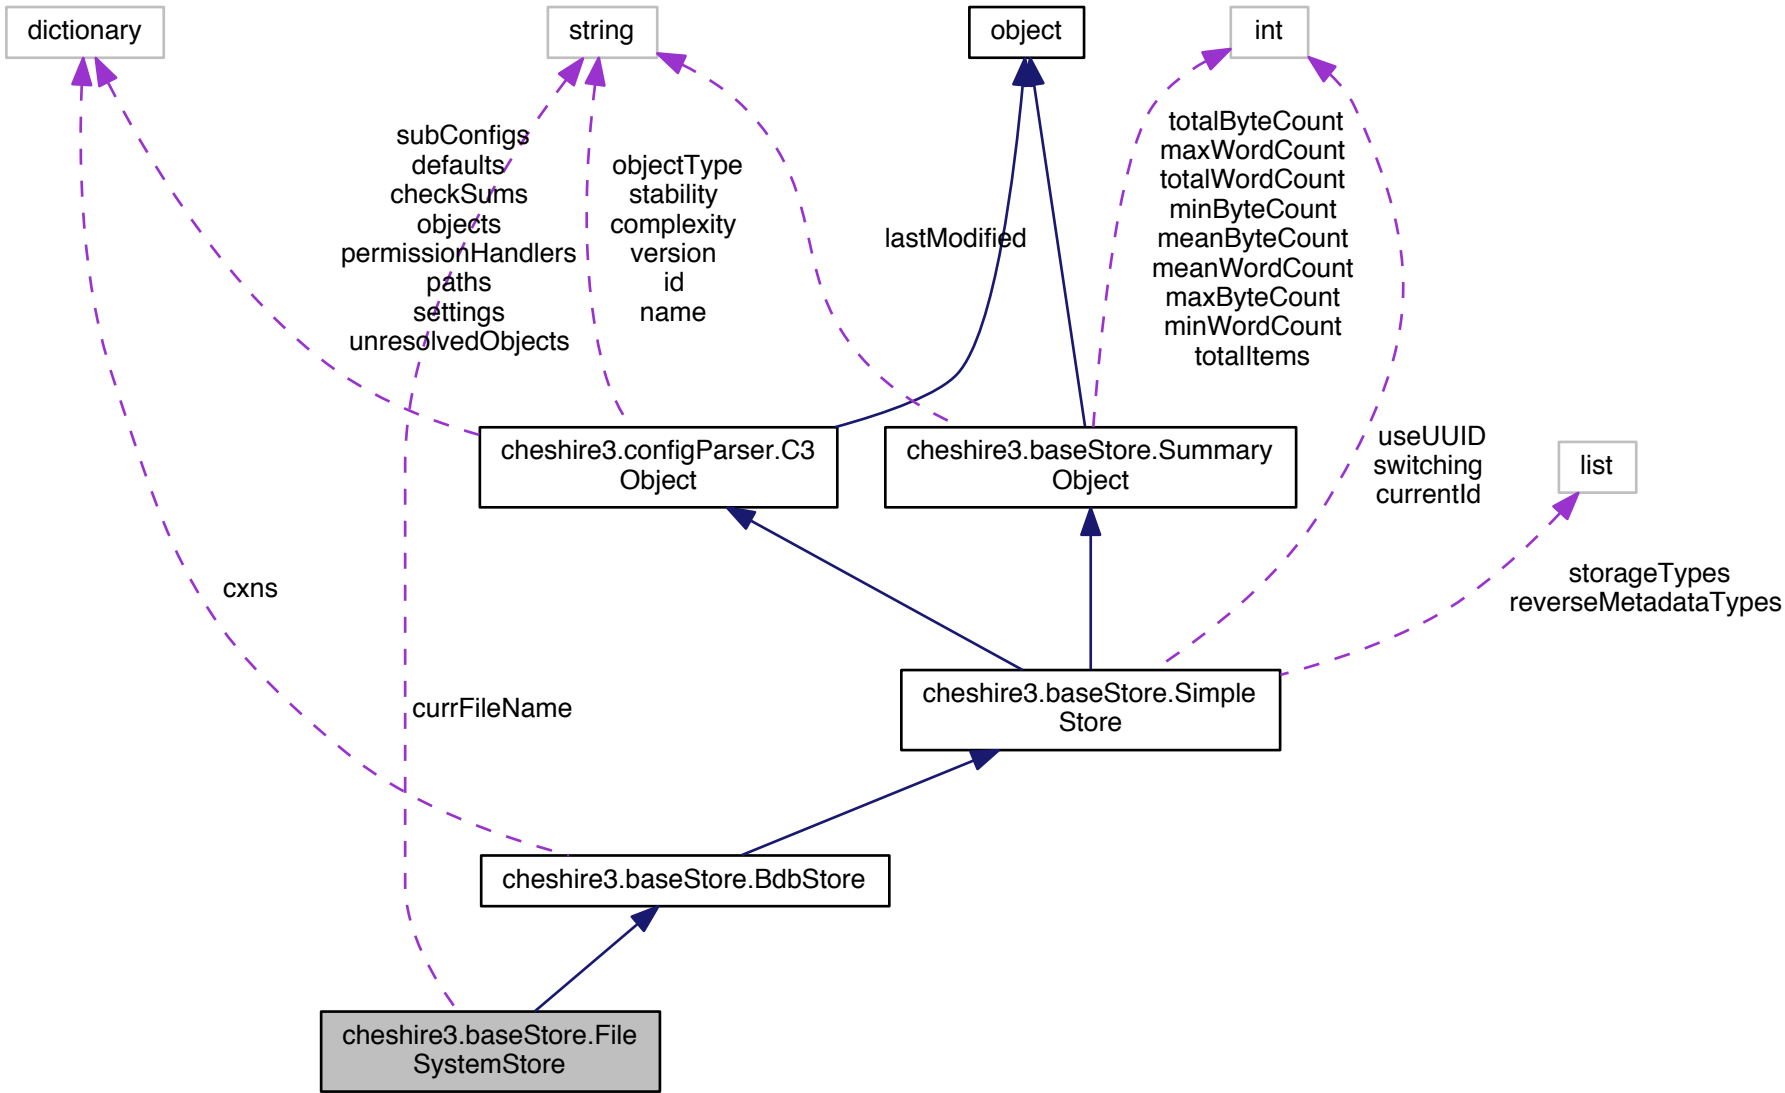 dictionary
string
object
int
subConfigs
defaults
checkSums
objects
permissionHandlers
paths
settings
unresolvedObjects
objectType
stability
complexity
version
id
name
lastModified
totalByteCount
maxWordCount
totalWordCount
minByteCount
meanByteCount
meanWordCount
maxByteCount
minWordCount
totalItems
cheshire3.configParser.C3
Object
cheshire3.baseStore.Summary
Object
useUUID
switching
currentId
list
cxns
storageTypes
reverseMetadataTypes
currFileName
cheshire3.baseStore.Simple
Store
cheshire3.baseStore.BdbStore
cheshire3.baseStore.File
SystemStore